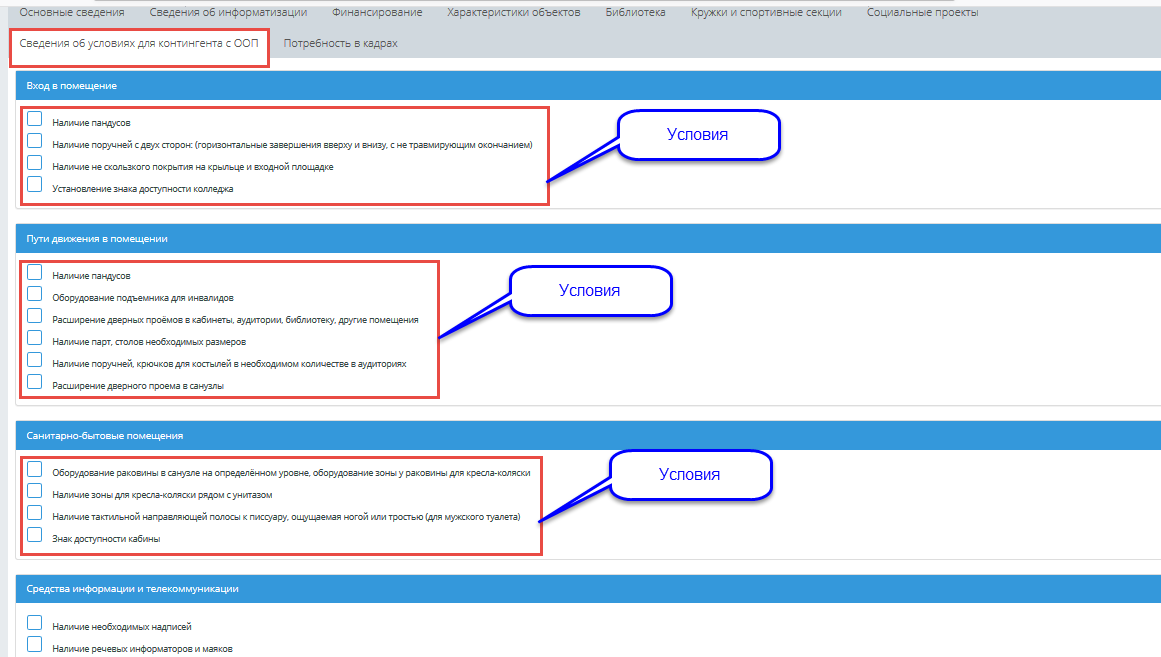 Основные сведения Сведения об информатизации Финансирование Характеристики объектов Библиотека Кружки и спортивные секции Социальные проекты
Сведения об условиях для контингента с ООП Потребность в кадрах
Вход в помещение
Наличие пандусов
Наличие поручней с двух сторон: (горизонтальные завершения вверху и внизу, с не травмирующим окончанием)
Наличие не скользкого покрытия на крыльце и входной площадке
Установление знака доступности колледжа
Условия
Пути движения в помещении
Наличие пандусов
Оборудование подъемника для инвалидов
Расширение дверных проёмов в кабинеты, аудитории, библиотеку, другие помещения
Наличие парт, столов необходимых размеров
Наличие поручней, крючков для костылей в необходимом количестве в аудиториях
Расширение дверного проема в санузлы
Условия
Санитарно-бытовые помещения
Оборудование раковины в санузле на определённом уровне, оборудование зоны у раковины для кресла-коляски
Наличие зоны для кресла-коляски рядом с унитазом
Наличие тактильной направляющей полосы к писсуару, ощущаемая ногой или тростью (для мужского туалета)
Знак доступности кабины
Условия
Средства информации и телекоммуникации
Наличие необходимых надписей
Наличие речевых информаторов и маяков